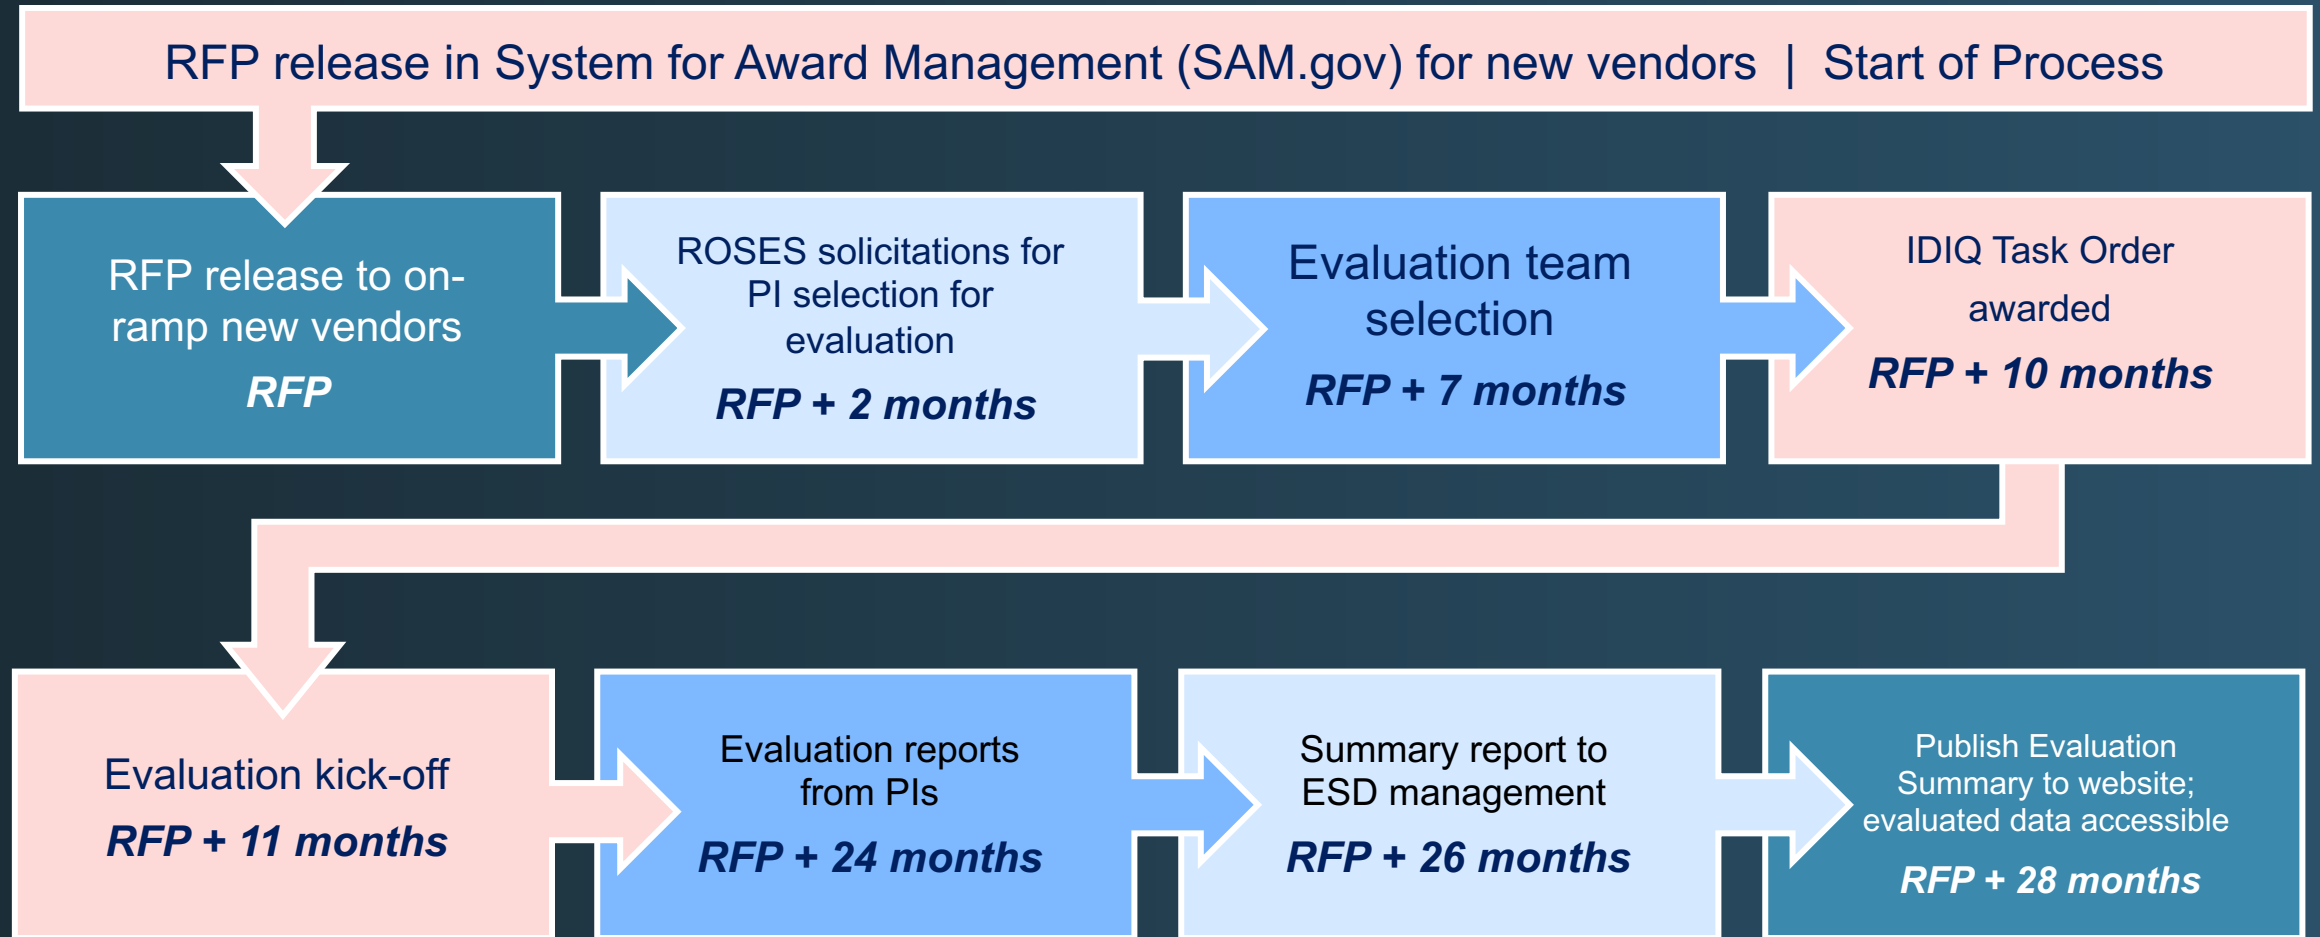 RFP release in System for Award Management (SAM.gov) for new vendors | Start of Process
RFP release to on-
ramp new vendors
RFP
ROSES solicitations for
PI selection for
evaluation
RFP + 2 months
Evaluation team
selection
RFP + 7 months
IDIQ Task Order
awarded
RFP + 10 months
Evaluation kick-off
RFP + 11 months
Evaluation reports
from PIs
RFP + 24 months
Summary report to
ESD management
RFP + 26 months
Publish Evaluation
Summary to website;
evaluated data accessible
RFP + 28 months